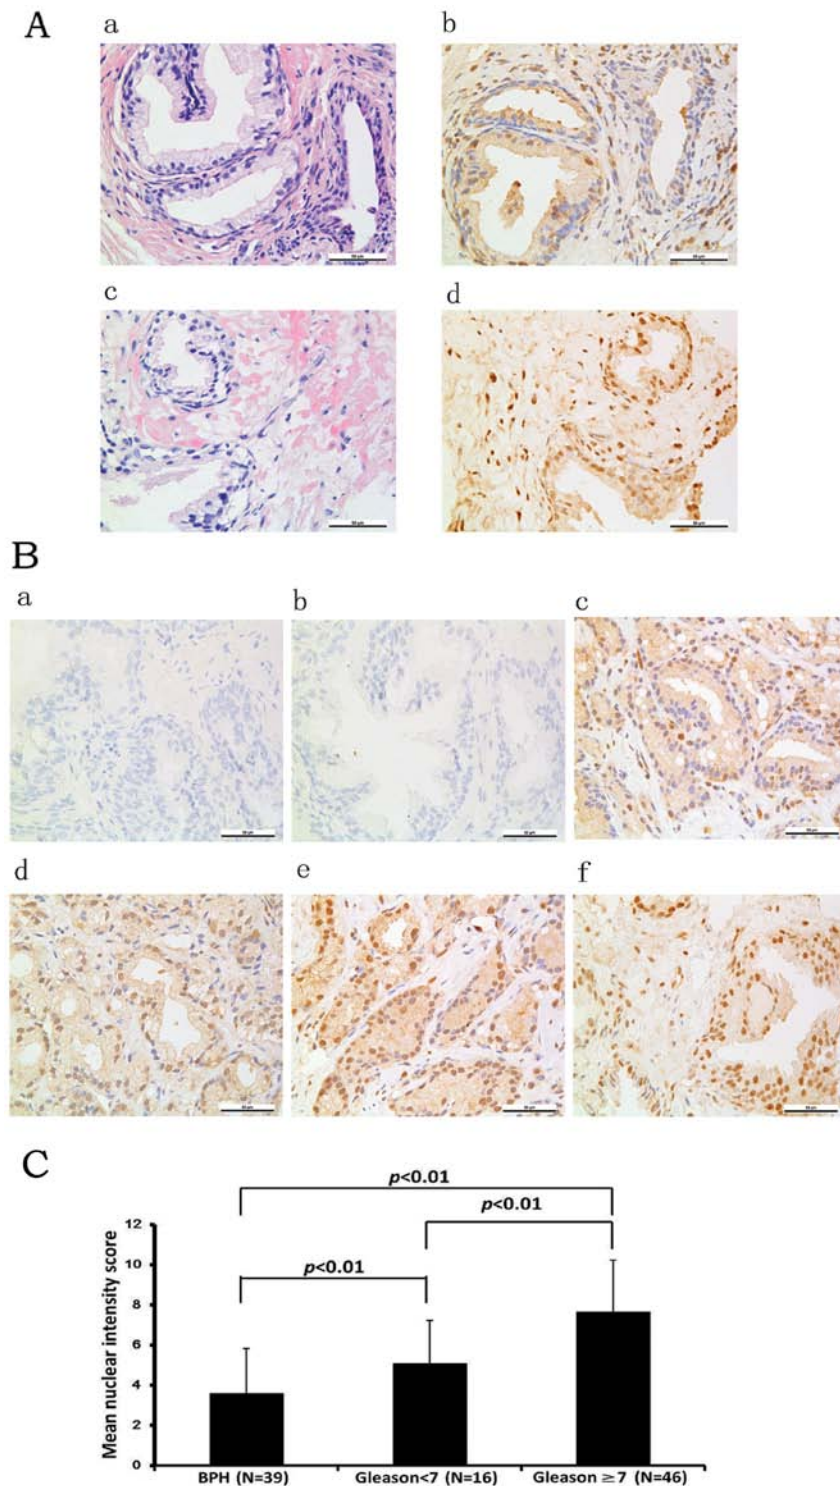 A
a
b
c
d
B
a
b
c
d
e
f
C
p<0.01
p<0.01
p<0.01
Mean nuclear intensity score
12
10
8
6
4
2
0
BPH (N=39) Gleason<7 (N=16) Gleason ≥7 (N=46)